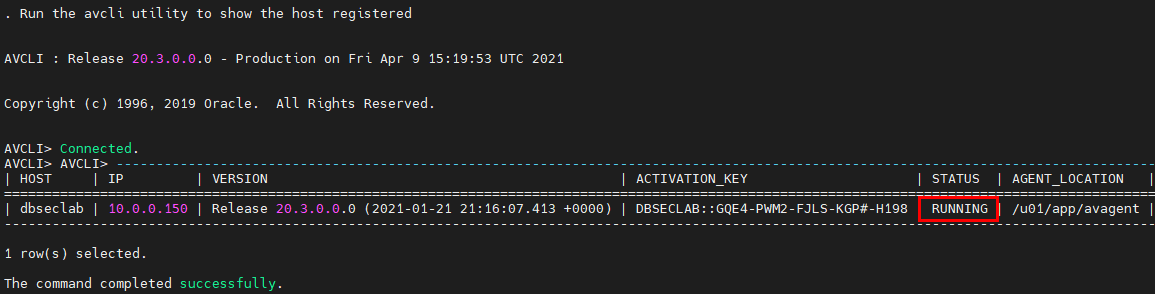 . Run the avcli utility to show the host registered
AVCLI : Release 20.3.0.0.0 - Production on Fri Apr 9 15:19:53 UTC 2021
Copyright (c) 1996, 2019 Oracle.  All Rights Reserved.
AVCLI> Connected.
AVCLI> AVCLI> ----------------------------------------------------------------------------------------------------------------------------------
| HOST     | IP         | VERSION                                            | ACTIVATION_KEY                     | STATUS  | AGENT_LOCATION  |
================================================================================================================================================
| dbseclab | 10.0.0.150 | Release 20.3.0.0.0 (2021-01-21 21:16:07.413 +0000) | DBSECLAB::GQE4-PWM2-FJLS-KGP#-H198 | RUNNING | /u01/app/avagent |
------------------------------------------------------------------------------------------------------------------------------------------------
1 row(s) selected.
The command completed successfully.